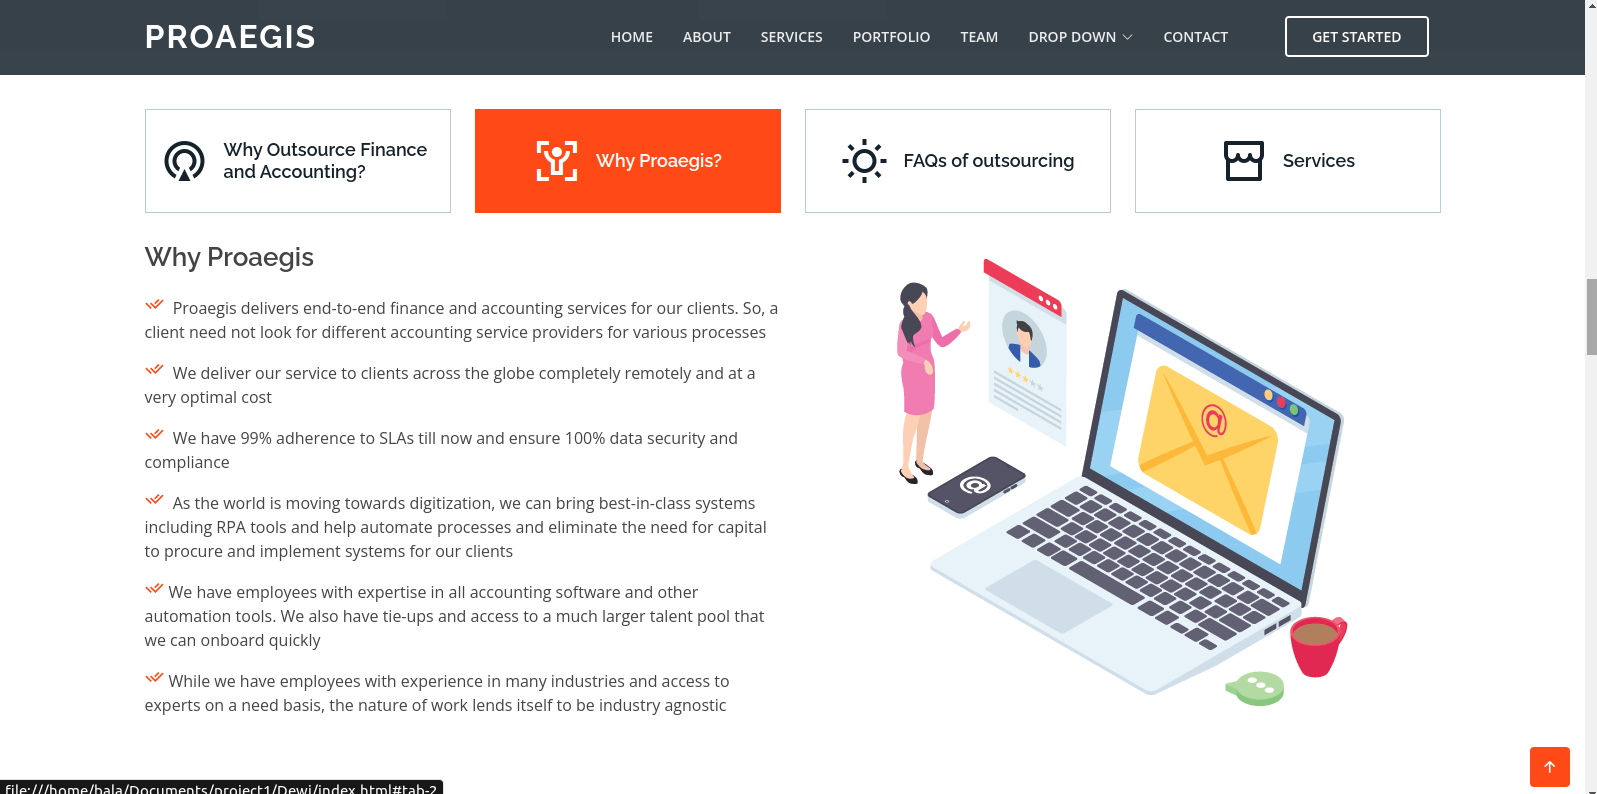 PROAEGIS
HOME ABOUT SERVICES PORTFOLIO TEAM DROP DOWN CONTACT GET STARTED
Why Outsource Finance
and Accounting?
Why Proaegis?
FAQs of outsourcing
Services
Why Proaegis
Proaegis delivers end-to-end finance and accounting services for our clients. So, a
client need not look for different accounting service providers for various processes
We deliver our service to clients across the globe completely remotely and at a
very optimal cost
We have 99% adherence to SLAs till now and ensure 100% data security and
compliance
As the world is moving towards digitization, we can bring best-in-class systems
including RPA tools and help automate processes and eliminate the need for capital
to procure and implement systems for our clients
We have employees with expertise in all accounting software and other
automation tools. We also have tie-ups and access to a much larger talent pool that
we can onboard quickly
While we have employees with experience in many industries and access to
experts on a need basis, the nature of work lends itself to be industry agnostic
@
@
file:///home/bala/Documents/project1/Dewi/index.html#tab-2